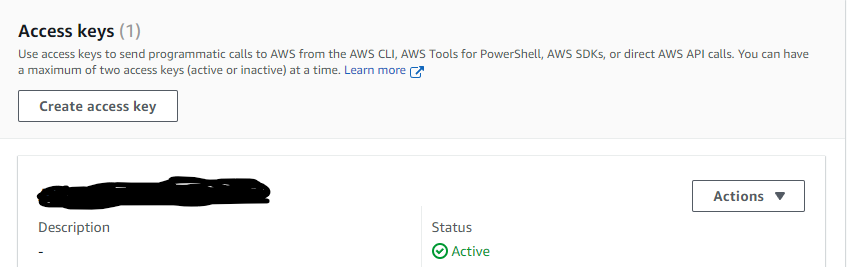 Access keys (1)
Use access keys to send programmatic calls to AWS from the AWS CLI, AWS Tools for PowerShell, AWS SDKs, or direct AWS API calls. You can have
a maximum of two access keys (active or inactive) at a time. Learn more
Create access key
Actions
Description
Status
-
Active